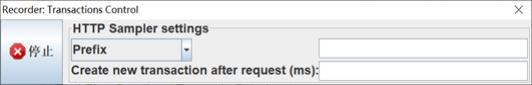 Recorder: Transactions Control
停止
HTTP Sampler settings
Prefix
Create new transaction after request (ms):